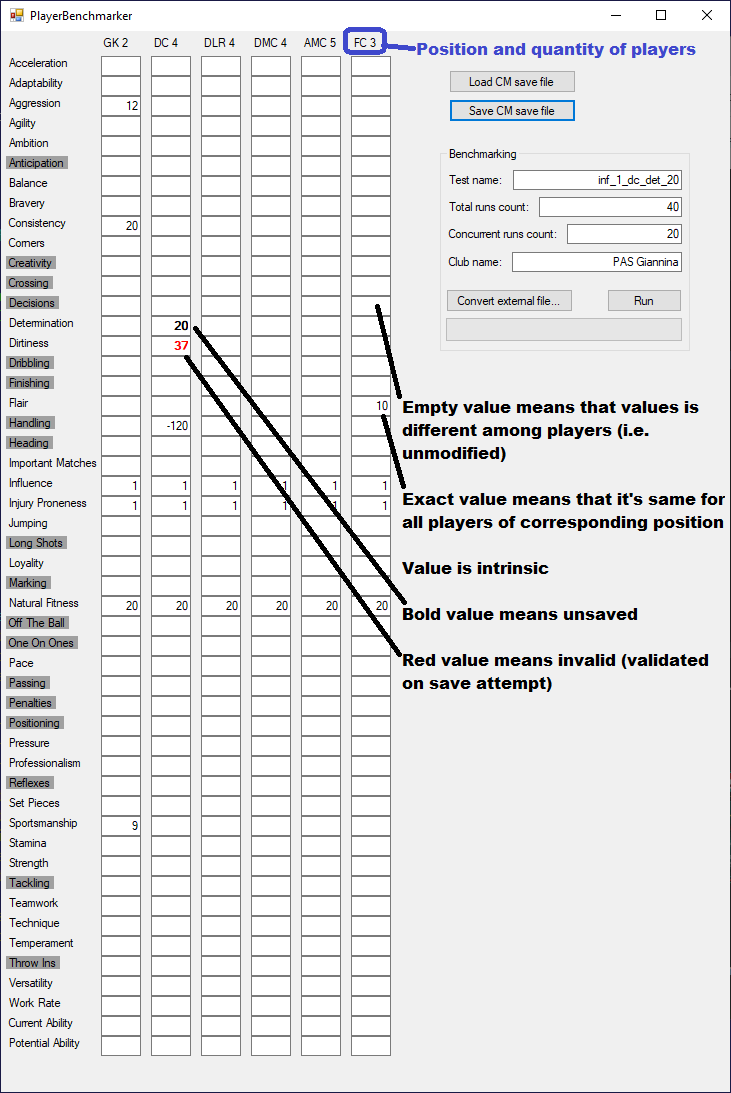 PlayerBenchmarker
GK 2 DC 4 DLR 4 DMC 4 AMC 5 FC 3
Position and quantity of players
Acceleration
Adaptability
Aggression 12
Agility
Ambition
Anticipation
Balance
Bravery
Consistency 20
Corners
Creativity
Crossing
Decisions
Determination 20
Dirtiness 37
Dribbling
Finishing
Flair 10
Handling -120
Heading
Important Matches
Influence 1 1 1 1 1 1
Injury Proneness 1 1 1 1 1 1
Jumping
Long Shots
Loyality
Marking
Natural Fitness 20 20 20 20 20 20
Off The Ball
One On Ones
Pace
Passing
Penalties
Positioning
Pressure
Professionalism
Reflexes
Set Pieces
Sportsmanship 9
Stamina
Strength
Tackling
Teamwork
Technique
Temperament
Throw Ins
Versatility
Work Rate
Current Ability
Potential Ability
Load CM save file
Save CM save file
Benchmarking
Test name: inf_1_dc_det_20
Total runs count: 40
Concurrent runs count: 20
Club name: PAS Giannina
Convert external file... Run
Empty value means that values is
different among players (i.e.
unmodified)
Exact value means that it's same for
all players of corresponding position
Value is intrinsic
Bold value means unsaved
Red value means invalid (validated
on save attempt)